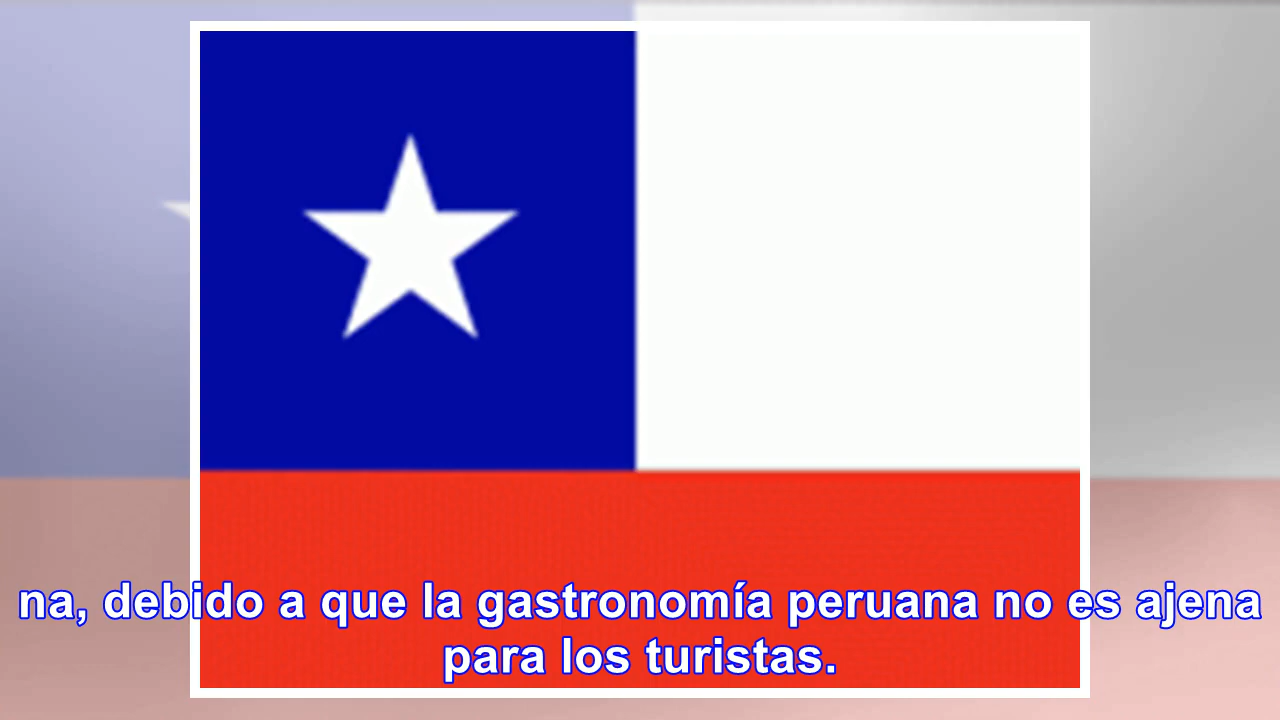 na, debido a que la gastronomía peruana no es ajena
para los turistas.